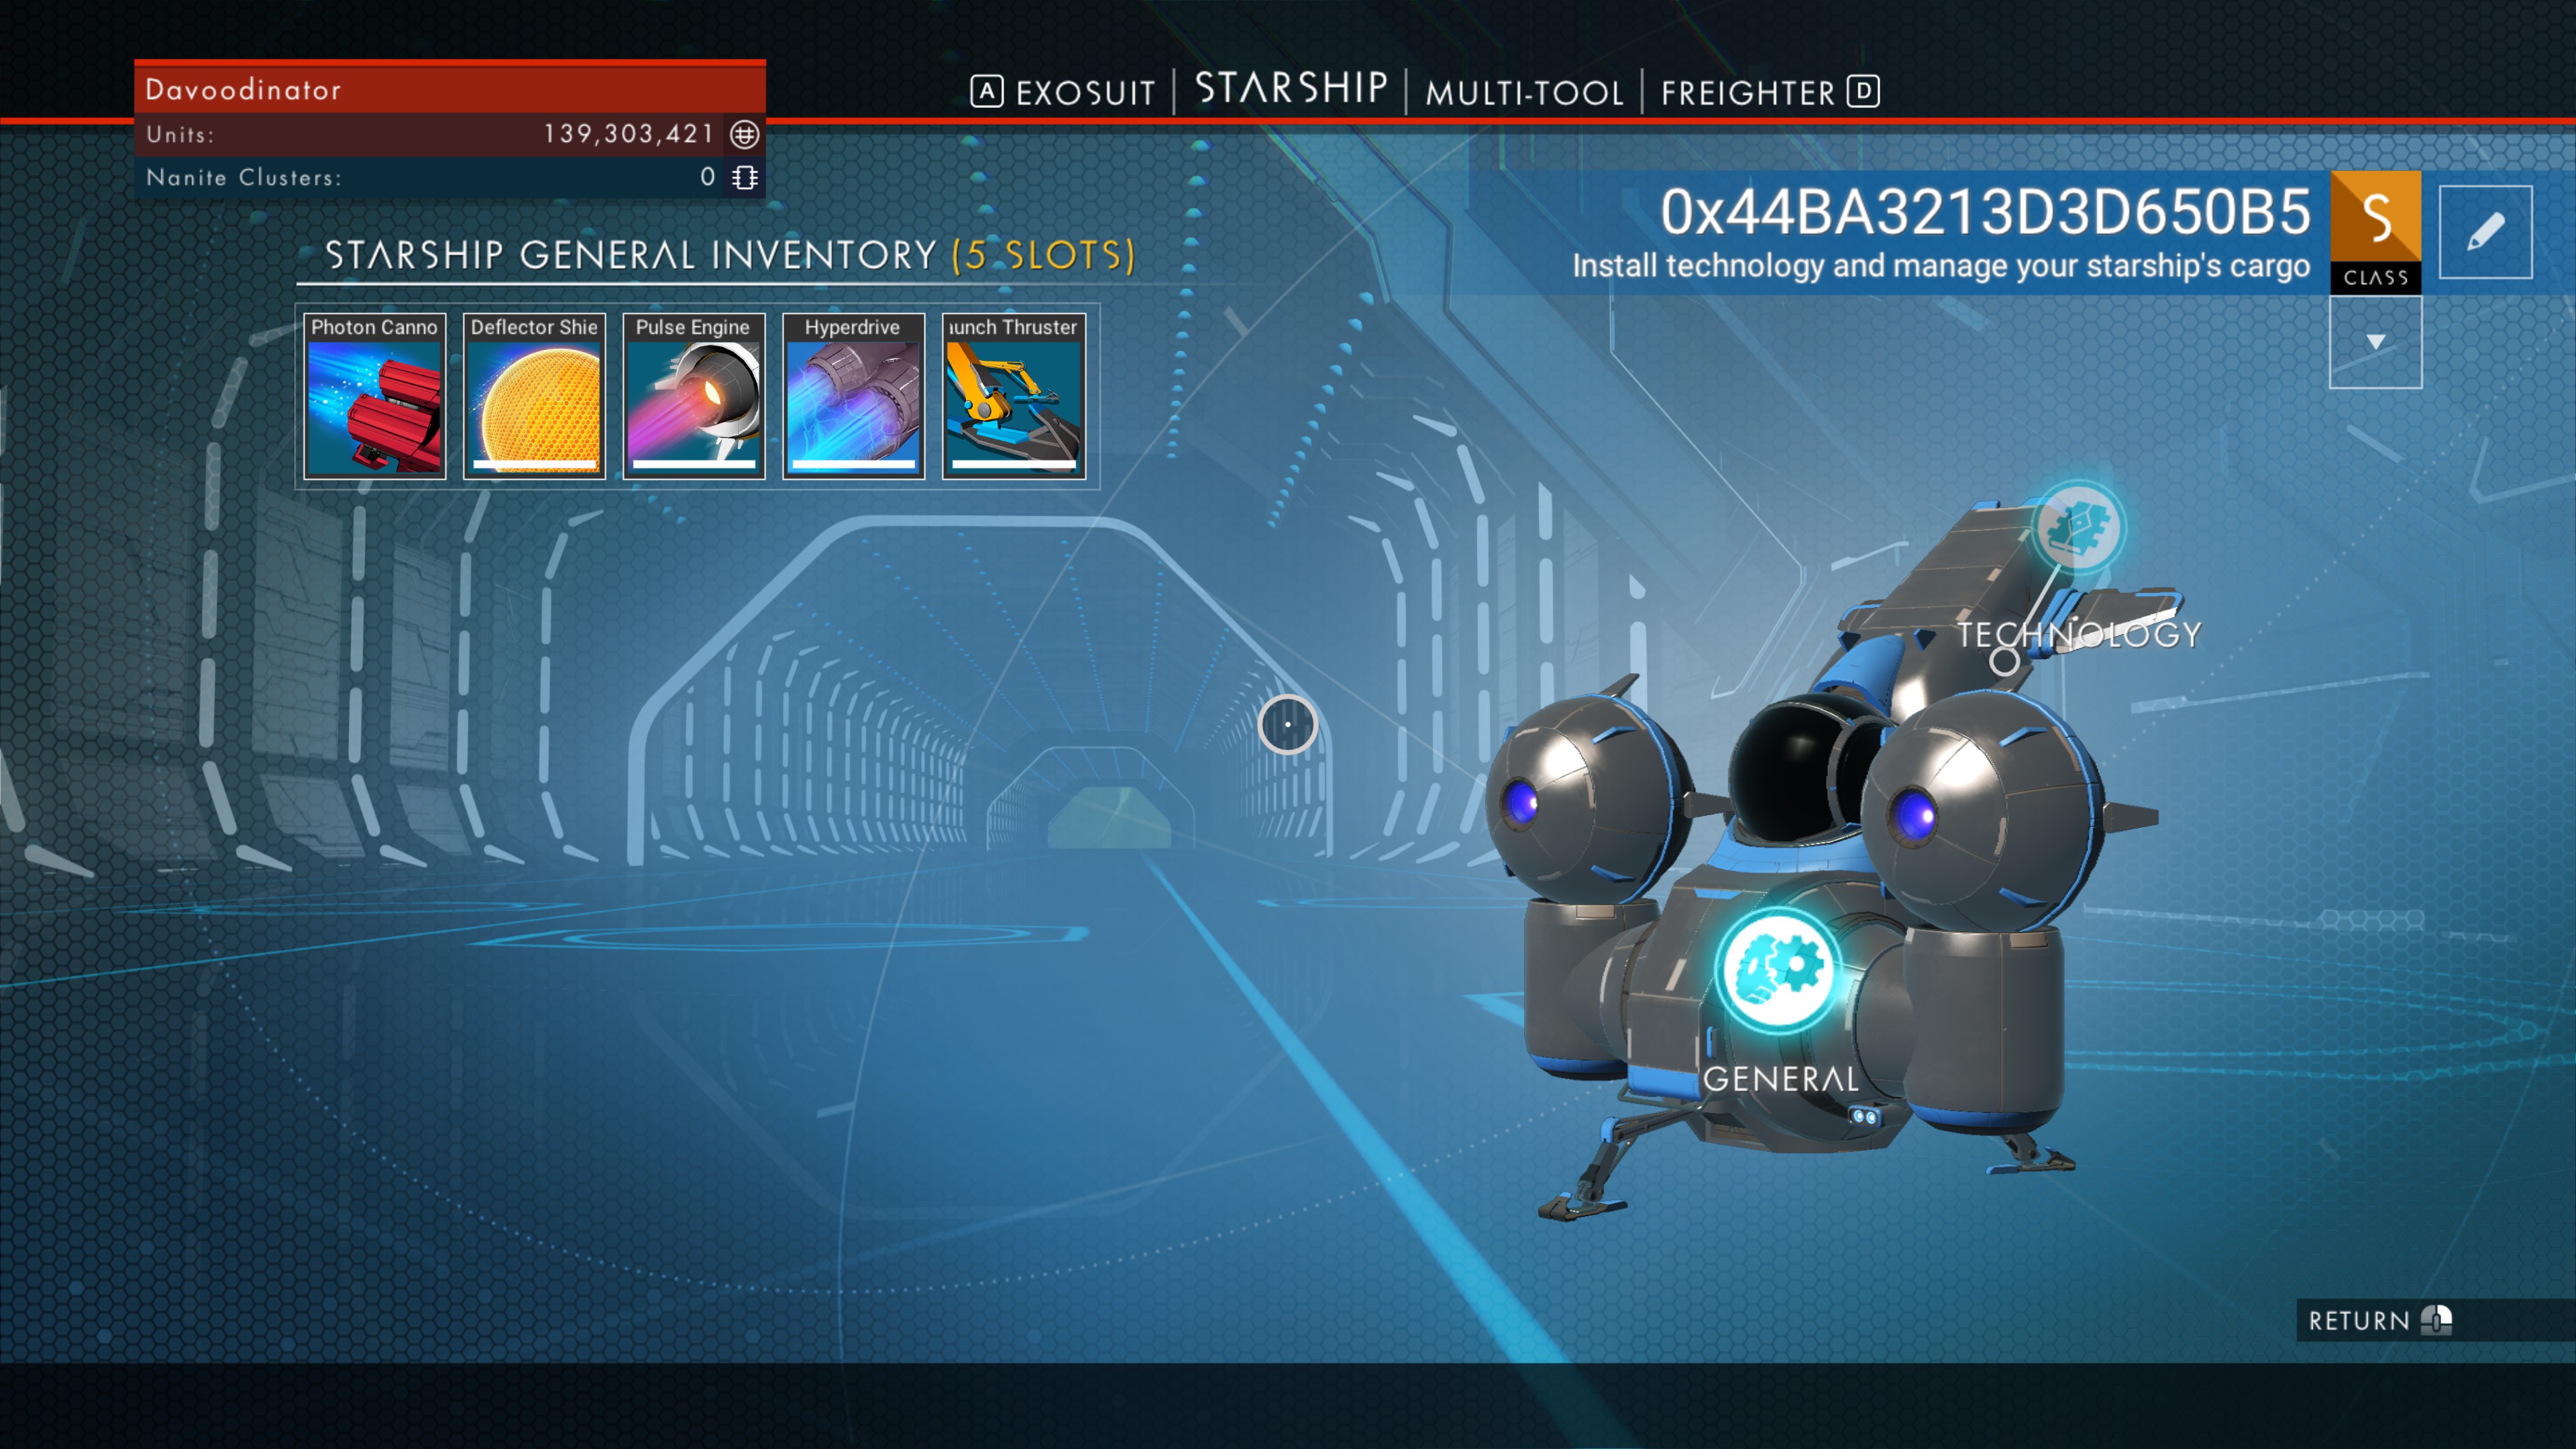 Davoodinator
Units: 139,303,421
Nanite Clusters: 0
A EXOSUIT STARSHIP MULTI-TOOL FREIGHTER D
STARSHIP GENERAL INVENTORY (5 SLOTS)
0x44BA3213D3D650B5
Install technology and manage your starship's cargo
S
CLASS
Photon Canno
Deflector Shie
Pulse Engine
Hyperdrive
aunch Thruster
TECHNOLOGY
GENERAL
RETURN